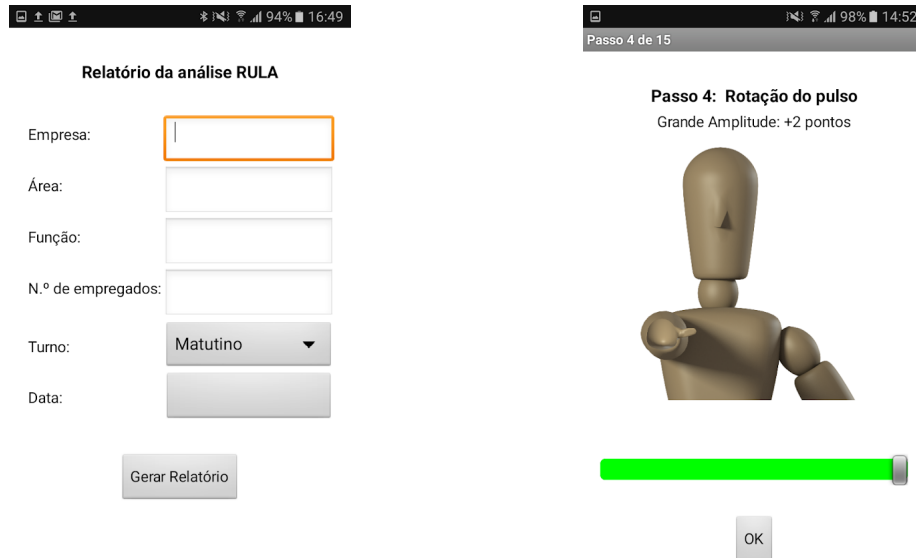 94% 16:49
Relatório da análise RULA
Empresa:
Área:
Função:
N.º de empregados:
Turno:
Matutino
Data:
Gerar Relatório
98% 14:52
Passo 4 de 15
Passo 4: Rotação do pulso
Grande Amplitude: +2 pontos
OK